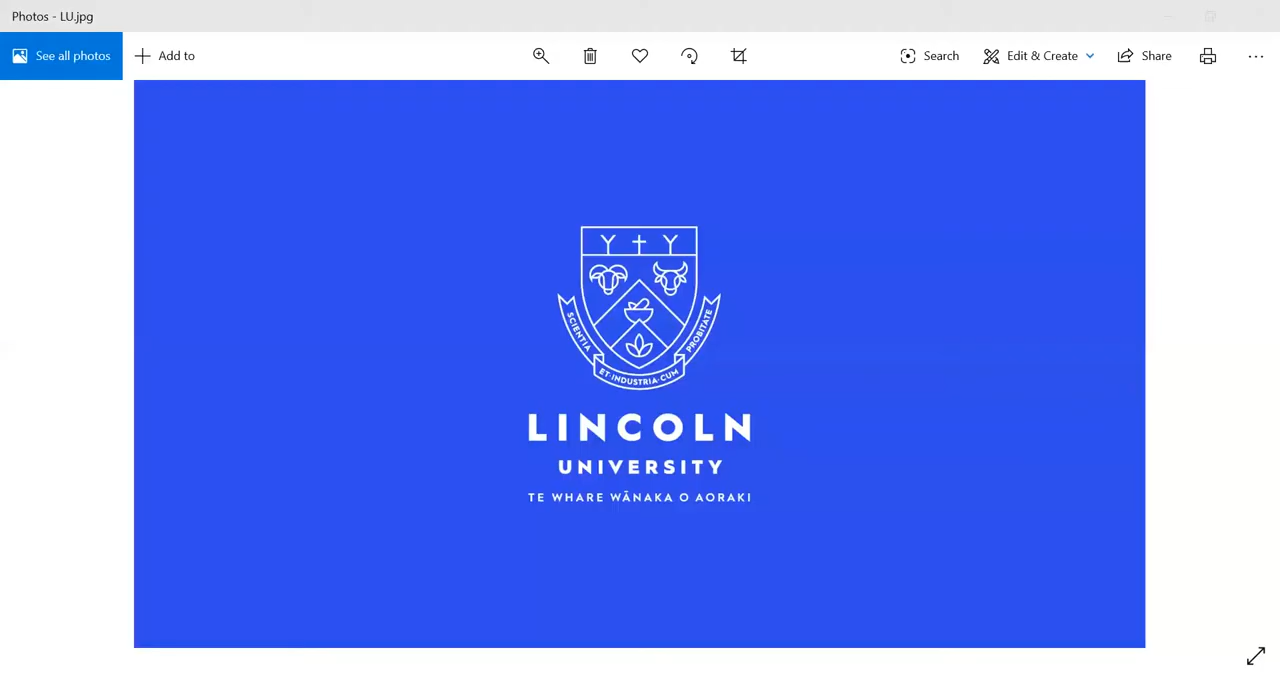 Photos - LU.jpg
See all photos
Add to
Search
Edit & Create
Share
Y † Y
SCIENTIA
ET·INDUSTRIA·CUM
PROBITATE
LINCOLN
UNIVERSITY
TE WHARE WĀNAKA O AORAKI